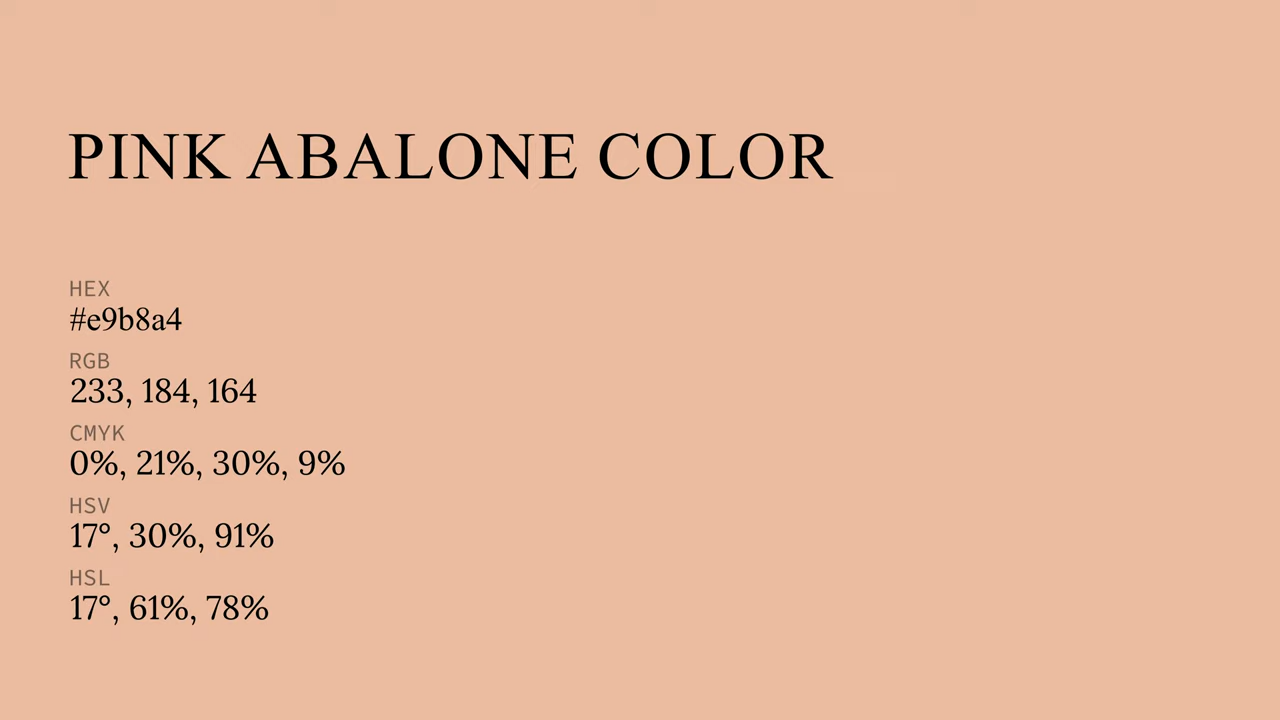 PINK ABALONE COLOR
HEX
#e9b8a4
RGB
233, 184, 164
CMYK
0%, 21%, 30%, 9%
HSV
17°, 30%, 91%
HSL
17°, 61%, 78%